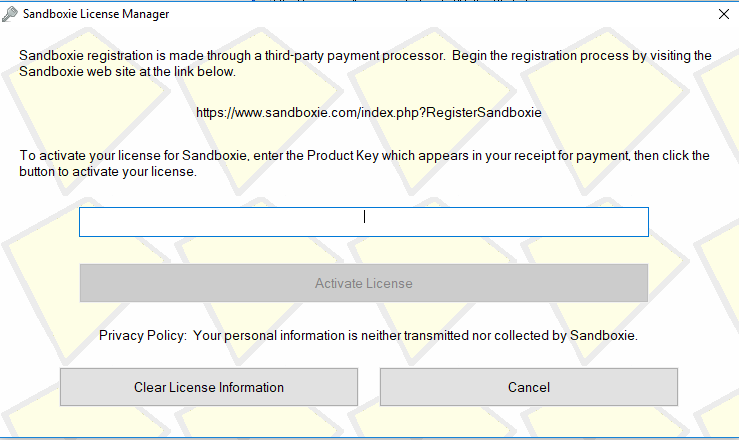 Sandboxie License Manager
Sandboxie registration is made through a third-party payment processor.  Begin the registration process by visiting the
Sandboxie web site at the link below.
https://www.sandboxie.com/index.php?RegisterSandboxie
To activate your license for Sandboxie, enter the Product Key which appears in your receipt for payment, then click the
button to activate your license.
Activate License
Privacy Policy:  Your personal information is neither transmitted nor collected by Sandboxie.
Clear License Information
Cancel